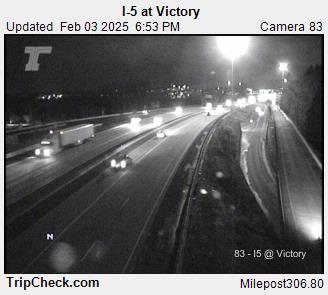 I-5 at Victory
Updated Feb 03 2025 6:53 PM Camera 83
T
N
83 - I5 @ Victory
TripCheck.com Milepost306.80